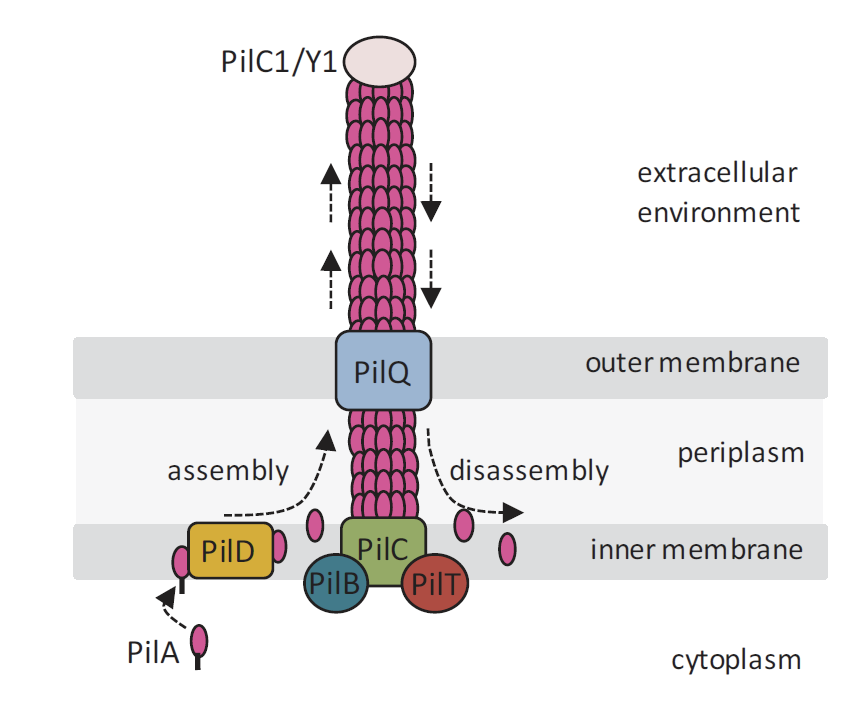 PilC1/Y1
extracellular
environment
outer membrane
PilQ
periplasm
assembly
disassembly
inner membrane
PilD
PilC
PilB
PilT
PilA
cytoplasm